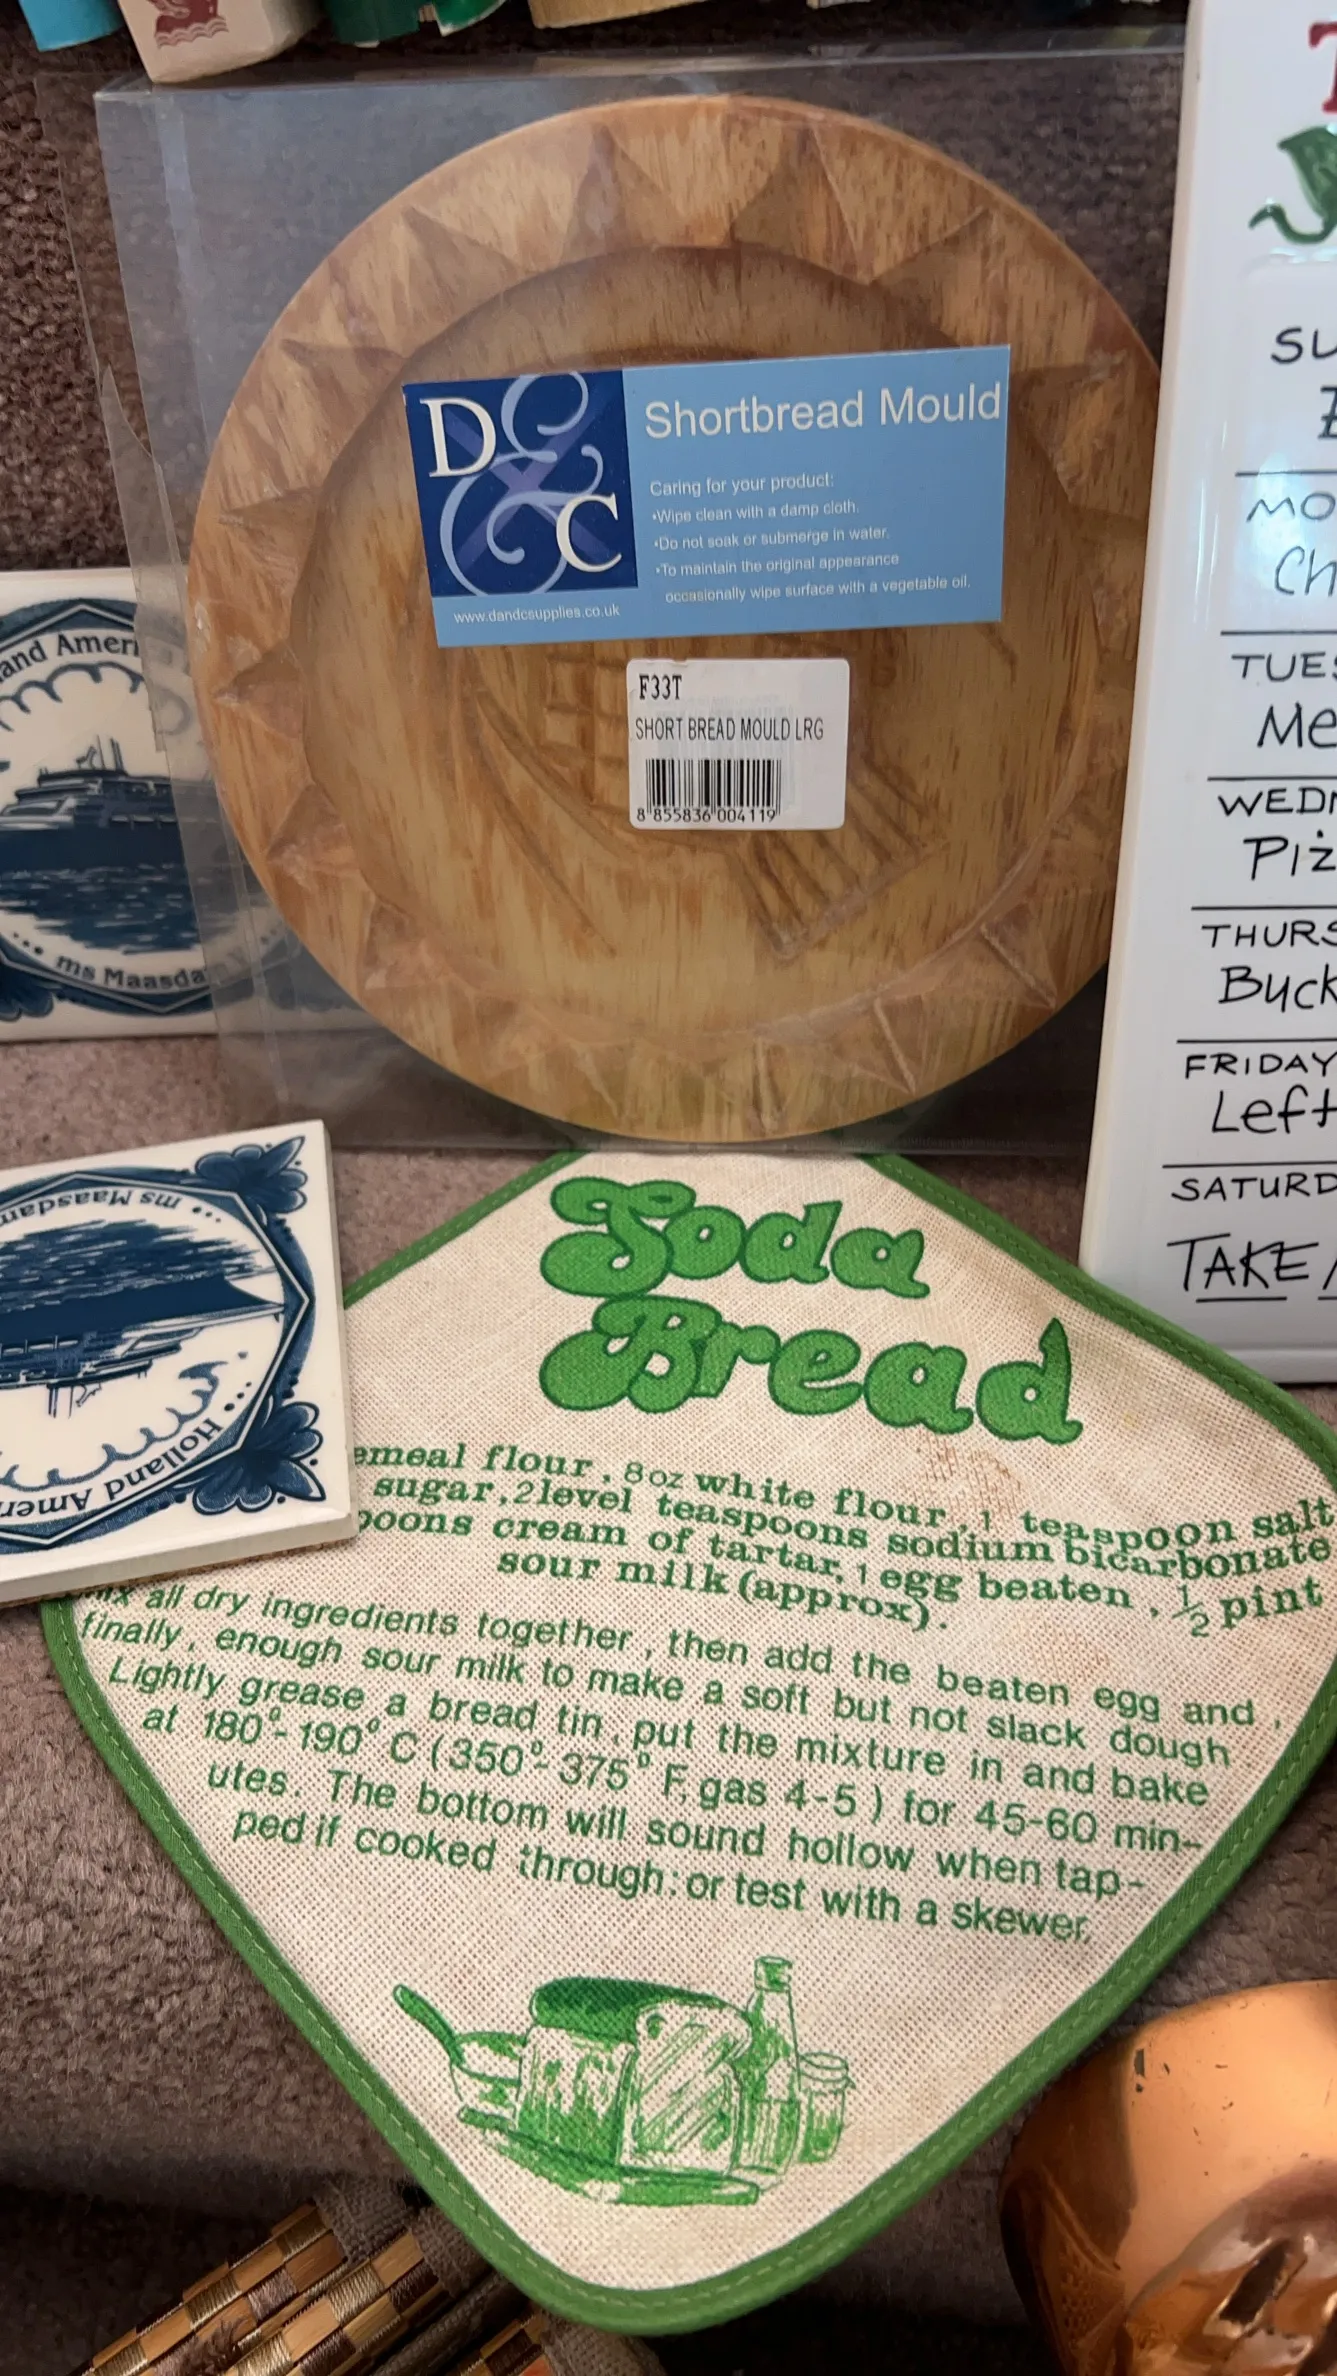 D&C
Shortbread Mould
Caring for your product:
•Wipe clean with a damp cloth.
•Do not soak or submerge in water.
•To maintain the original appearance
occasionally wipe surface with a vegetable oil.
www.dandcsupplies.co.uk
F33T
SHORT BREAD MOULD LRG
8 855836 004119
and Ameri
ms Maasda
ms Maasdam
Holland Amer
T
SU
MO
Ch
TUES
Me
WEDN
Piz
THURS
Buck
FRIDAY
Left
SATURD
TAKE
Soda
Bread
emeal flour, 8oz white flour, 1 teaspoon salt
sugar, 2 level teaspoons sodium bicarbonate
poons cream of tartar, 1 egg beaten, ½ pint
sour milk (approx).
all dry ingredients together, then add the beaten egg and,
finally, enough sour milk to make a soft but not slack dough
Lightly grease a bread tin, put the mixture in and bake
at 180°-190° C (350°-375° F, gas 4-5) for 45-60 min-
utes. The bottom will sound hollow when tap-
ped if cooked through: or test with a skewer.